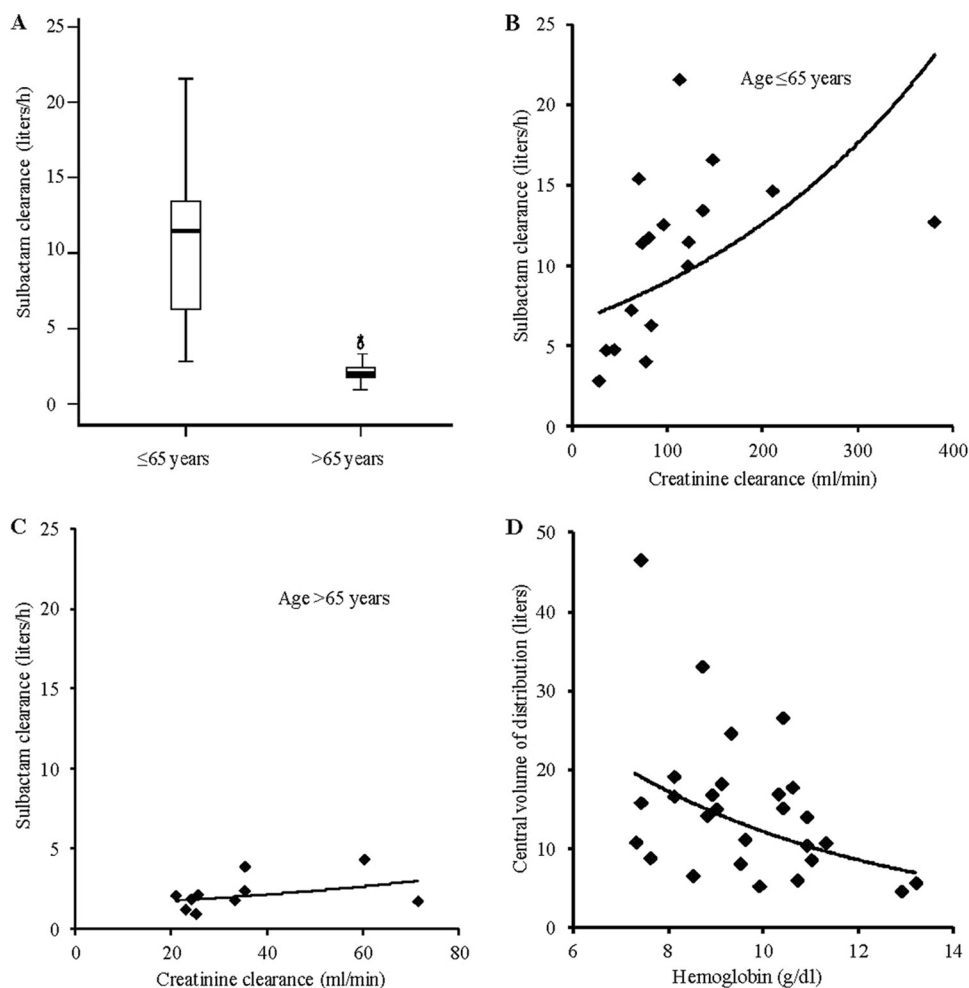 A
Sulbactam clearance (liters/h)
25
20
15
10
5
0
≤65 years
>65 years
B
Sulbactam clearance (liters/h)
25
20
15
10
5
0
Age ≤65 years
0 100 200 300 400
Creatinine clearance (ml/min)
C
Sulbactam clearance (liters/h)
25
20
15
10
5
0
Age >65 years
0 20 40 60 80
Creatinine clearance (ml/min)
D
Central volume of distribution (liters)
50
40
30
20
10
0
6 8 10 12 14
Hemoglobin (g/dl)